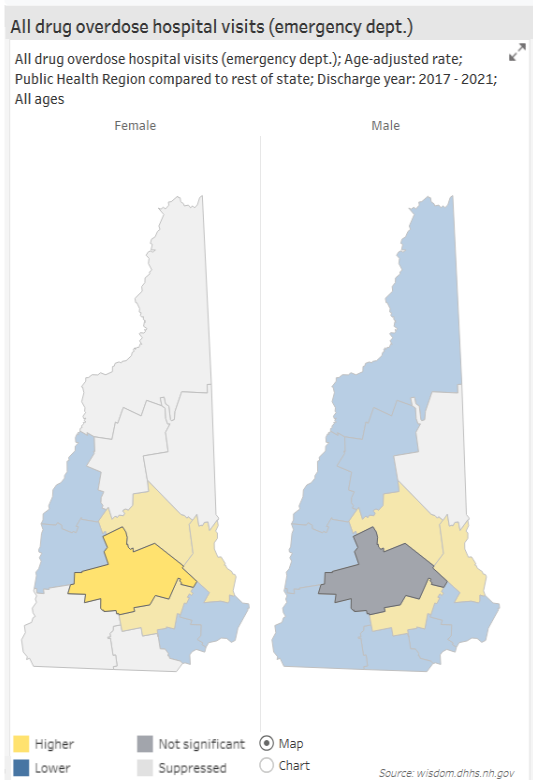 All drug overdose hospital visits (emergency dept.)
All drug overdose hospital visits (emergency dept.); Age-adjusted rate;
Public Health Region compared to rest of state; Discharge year: 2017 - 2021;
All ages
Female
Male
Higher
Not significant
Map
Lower
Suppressed
Chart
Source: wisdom.dhhs.nh.gov